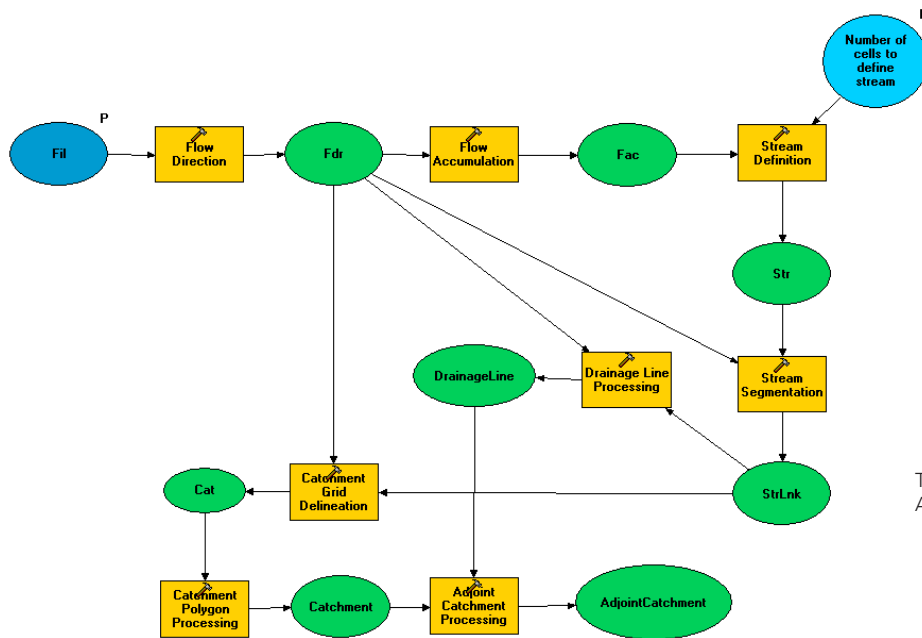 Number of
cells to
define
stream
P
Fil
Flow
Direction
Fdr
Flow
Accumulation
Fac
Stream
Definition
Str
DrainageLine
Drainage Line
Processing
Stream
Segmentation
Cat
Catchment
Grid
Delineation
StrLnk
T
A
Catchment
Polygon
Processing
Catchment
Adjoint
Catchment
Processing
AdjointCatchment